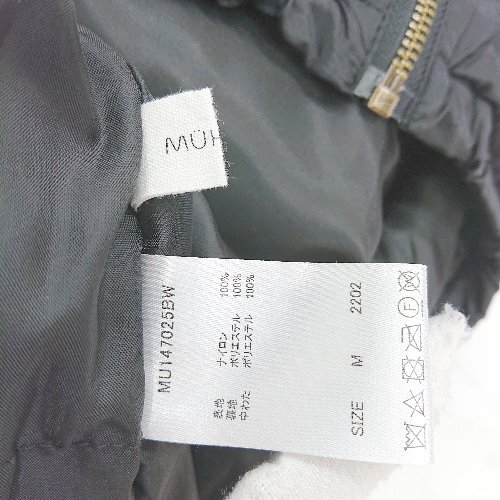 MÜH
MU147025BW
表地 ナイロン 100%
裏地 ポリエステル 100%
中わた ポリエステル 100%
SIZE M 2202